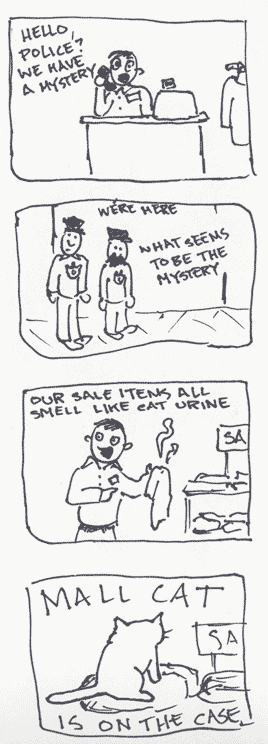 HELLO,
POLICE?
WE HAVE
A MYSTERY
WE'RE HERE
WHAT SEEMS
TO BE THE
MYSTERY
OUR SALE ITEMS ALL
SMELL LIKE CAT URINE
SA
MALL CAT
SA
IS ON THE CASE